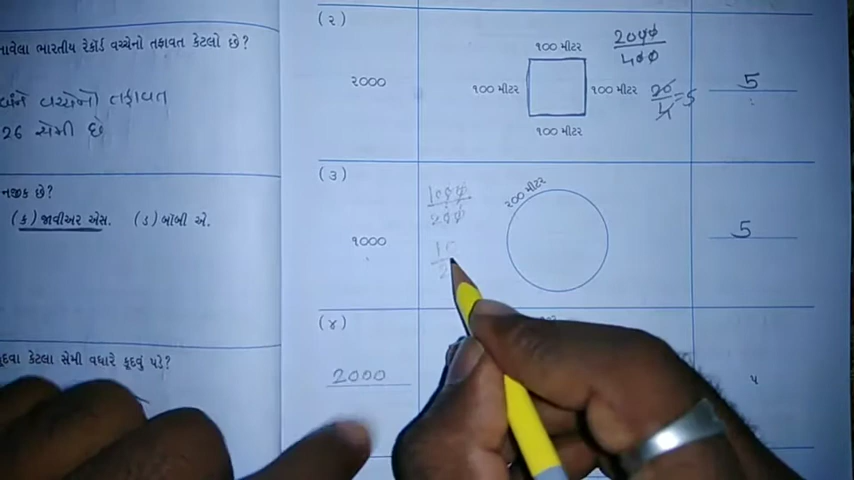 નાવેલા ભારતીય રેકૉર્ડ વચ્ચેનો તફાવત કેટલો છે?
વચ્ચેનો તફાવત
26 સેમી છે
નજીક છે?
(ક) જાવીઅર એસ. (ડ) બૉબી એ.
કૂદવા કેટલા સેમી વધારે કૂદવું પડે?
(૨)
૨૦૦૦
૧૦૦ મીટર
૧૦૦ મીટર
૧૦૦ મીટર
૧૦૦ મીટર
2000
400
20
4
=5
5
(૩)
૧૦૦૦
1000
200
10
2
૨૦૦ મીટર
5
(૪)
2000
૫